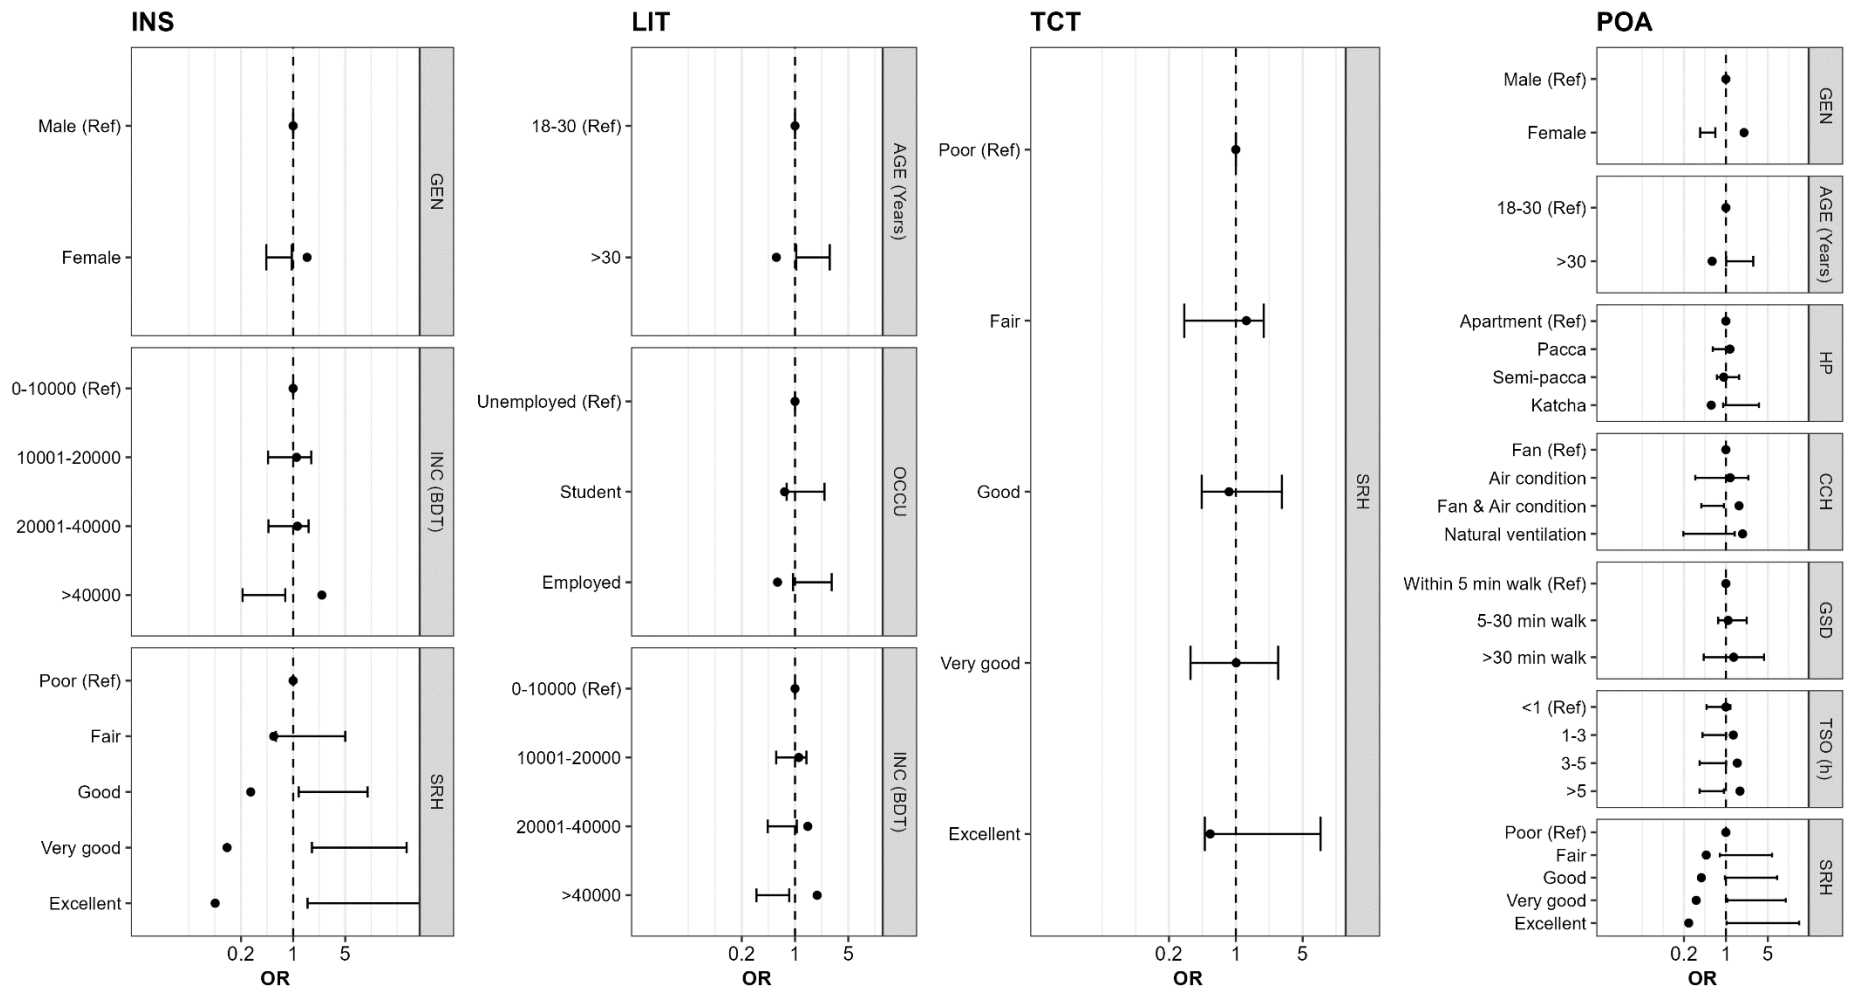 INS
Male (Ref)
Female
GEN
0-10000 (Ref)
10001-20000
20001-40000
>40000
INC (BDT)
Poor (Ref)
Fair
Good
Very good
Excellent
SRH
0.2 1 5
OR
LIT
18-30 (Ref)
>30
AGE (Years)
Unemployed (Ref)
Student
Employed
OCCU
0-10000 (Ref)
10001-20000
20001-40000
>40000
INC (BDT)
0.2 1 5
OR
TCT
Poor (Ref)
Fair
Good
Very good
Excellent
SRH
0.2 1 5
OR
POA
Male (Ref)
Female
GEN
18-30 (Ref)
>30
AGE (Years)
Apartment (Ref)
Pacca
Semi-pacca
Katcha
HP
Fan (Ref)
Air condition
Fan & Air condition
Natural ventilation
CCH
Within 5 min walk (Ref)
5-30 min walk
>30 min walk
GSD
<1 (Ref)
1-3
3-5
>5
TSO (h)
Poor (Ref)
Fair
Good
Very good
Excellent
SRH
0.2 1 5
OR